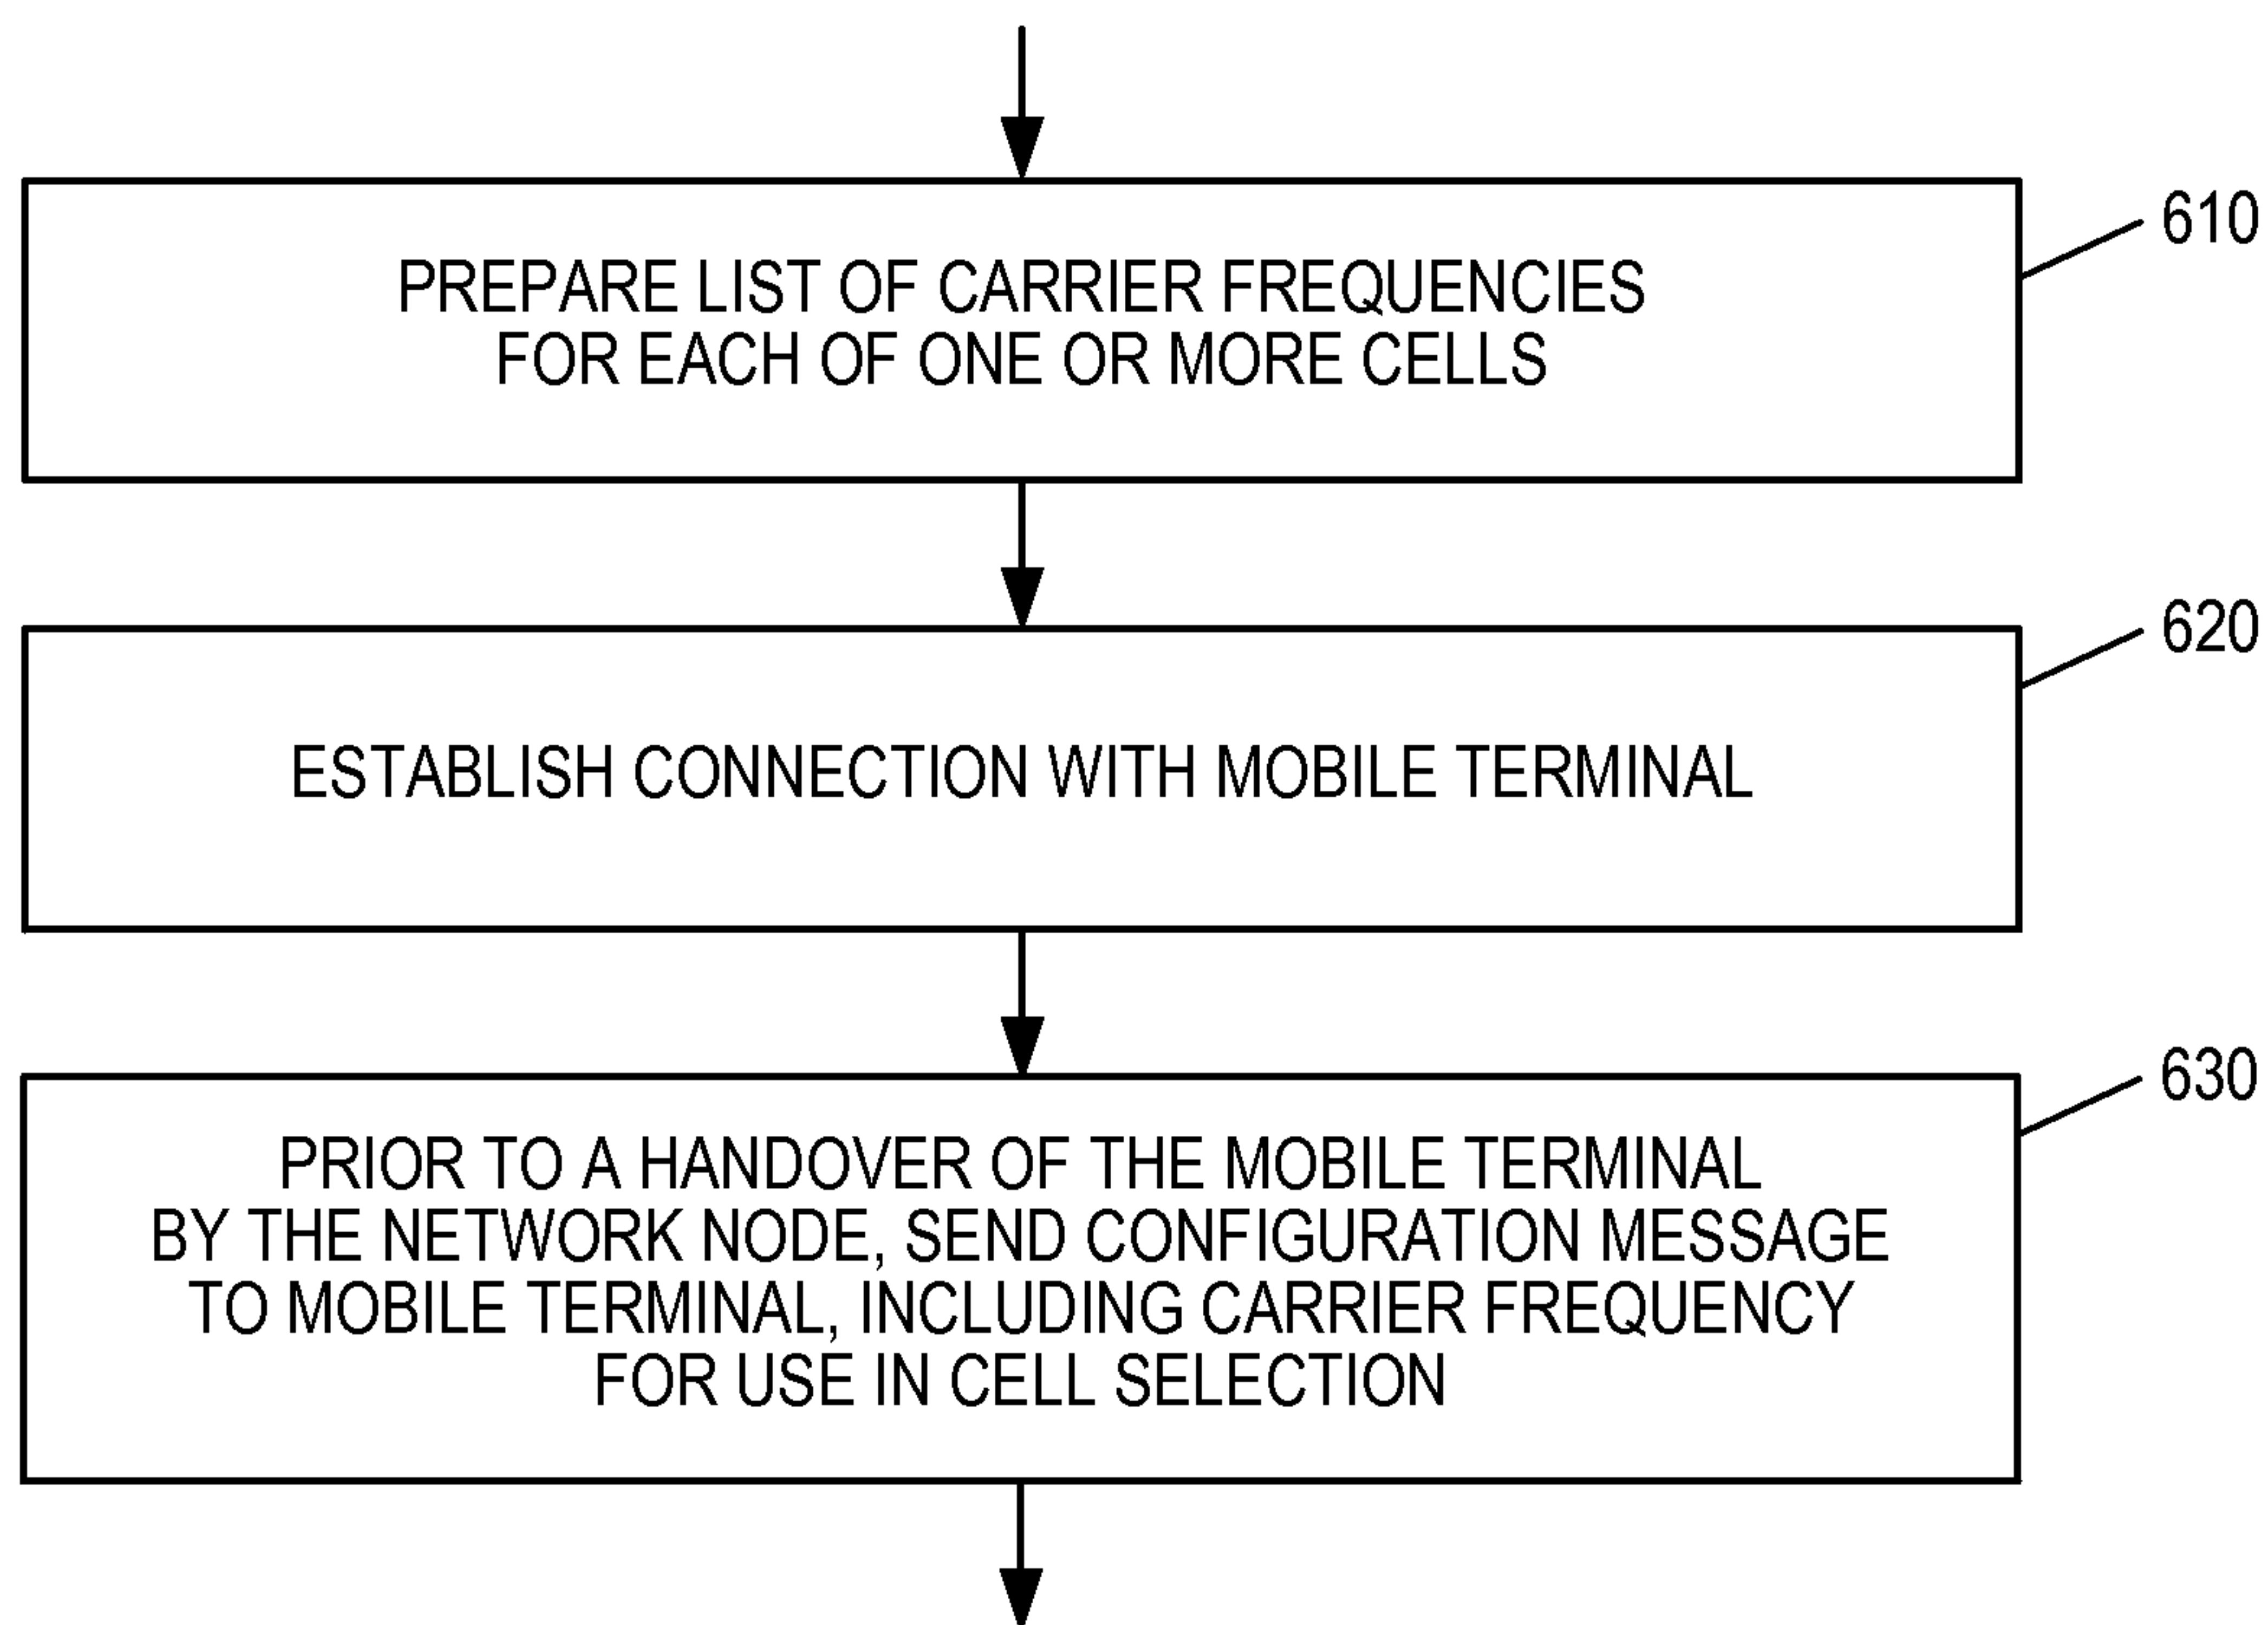 610
PREPARE LIST OF CARRIER FREQUENCIES
FOR EACH OF ONE OR MORE CELLS
620
ESTABLISH CONNECTION WITH MOBILE TERMINAL
630
PRIOR TO A HANDOVER OF THE MOBILE TERMINAL
BY THE NETWORK NODE, SEND CONFIGURATION MESSAGE
TO MOBILE TERMINAL, INCLUDING CARRIER FREQUENCY
FOR USE IN CELL SELECTION